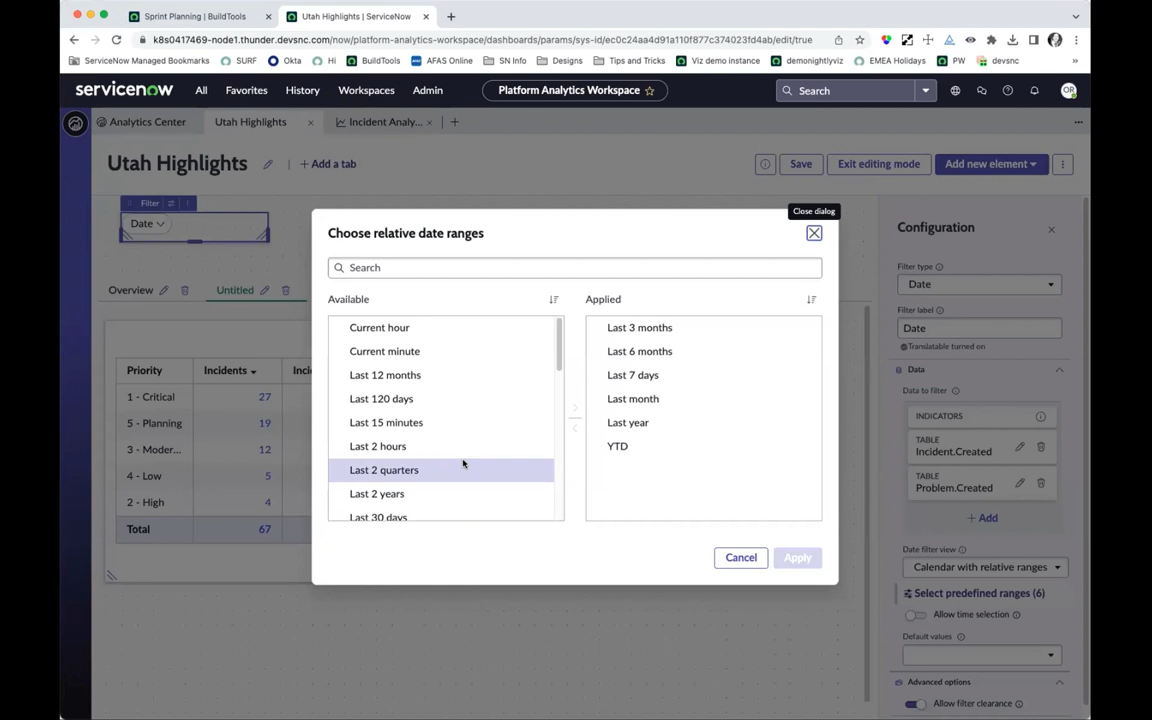 Sprint Planning | BuildTools
Utah Highlights | ServiceNow
k8s0417469-node1.thunder.devsnc.com/now/platform-analytics-workspace/dashboards/params/sys-id/ec0c24aa4d91a110f877c374023fd4ab/edit/true
ServiceNow Managed Bookmarks SURF Okta Hi BuildTools AFAS Online SN Info Designs Tips and Tricks Viz demo instance demonightlyviz EMEA Holidays PW devsnc
servicenow All Favorites History Workspaces Admin Platform Analytics Workspace Search OR
Analytics Center Utah Highlights Incident Analy...
Utah Highlights + Add a tab Save Exit editing mode Add new element
Filter
Date
Close dialog
Choose relative date ranges
Search
Available Applied
Current hour
Current minute
Last 12 months
Last 120 days
Last 15 minutes
Last 2 hours
Last 2 quarters
Last 2 years
Last 30 days
Last 3 months
Last 6 months
Last 7 days
Last month
Last year
YTD
Cancel Apply
Overview Untitled
Priority Incidents Inci
1 - Critical 27
5 - Planning 19
3 - Moder... 12
4 - Low 5
2 - High 4
Total 67
Configuration
Filter type
Date
Filter label
Date
Translatable turned on
Data
Data to filter
INDICATORS
TABLE
Incident.Created
TABLE
Problem.Created
+ Add
Date filter view
Calendar with relative ranges
Select predefined ranges (6)
Allow time selection
Default values
Advanced options
Allow filter clearance